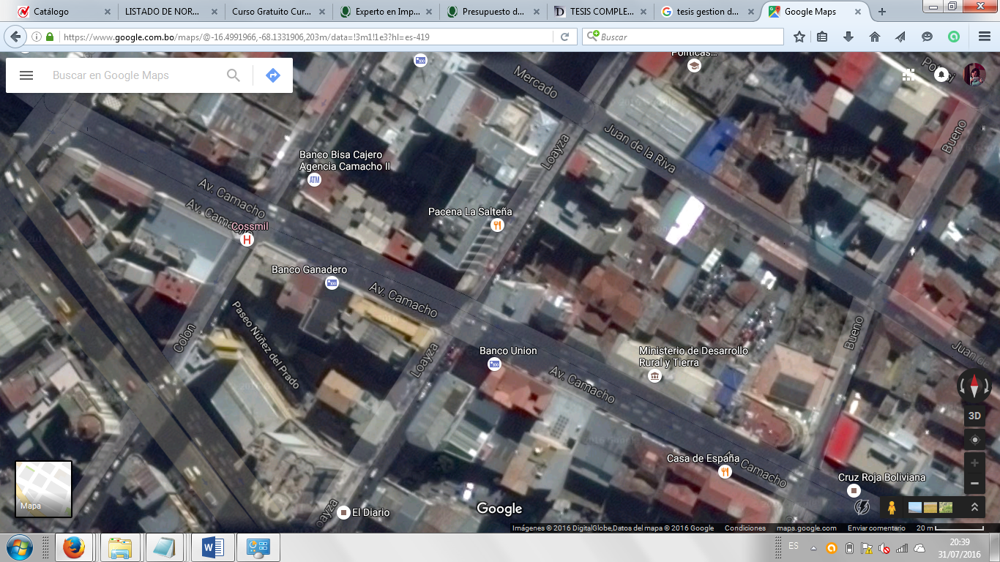 Catálogo
LISTADO DE NOR...
Curso Gratuito Cur...
Experto en Imp...
Presupuesto d...
TESIS COMPLE...
tesis gestion d...
Google Maps
https://www.google.com.bo/maps/@-16.4991966,-68.1331906,203m/data=!3m1!1e3?hl=es-419
Buscar
Buscar en Google Maps
Políticas...
Mercado
Potosí
Juan de la Riva
Bueno
Loayza
Banco Bisa Cajero
Agencia Camacho II
ATM
Av. Camacho
Av. Cama
Cossmil
H
Pacena La Salteña
Banco Ganadero
Av. Camacho
Paseo Núñez del Prado
Colon
Loayza
Banco Union
Av. Camacho
Ministerio de Desarrollo
Rural y Tierra
Bueno
Juan de
3D
Casa de España
Camacho
Cruz Roja Boliviana
Mapa
oayza
El Diario
Google
Imágenes © 2016 DigitalGlobe,Datos del mapa © 2016 Google
Condiciones
maps.google.com
Enviar comentario
20 m
ES
20:39
31/07/2016